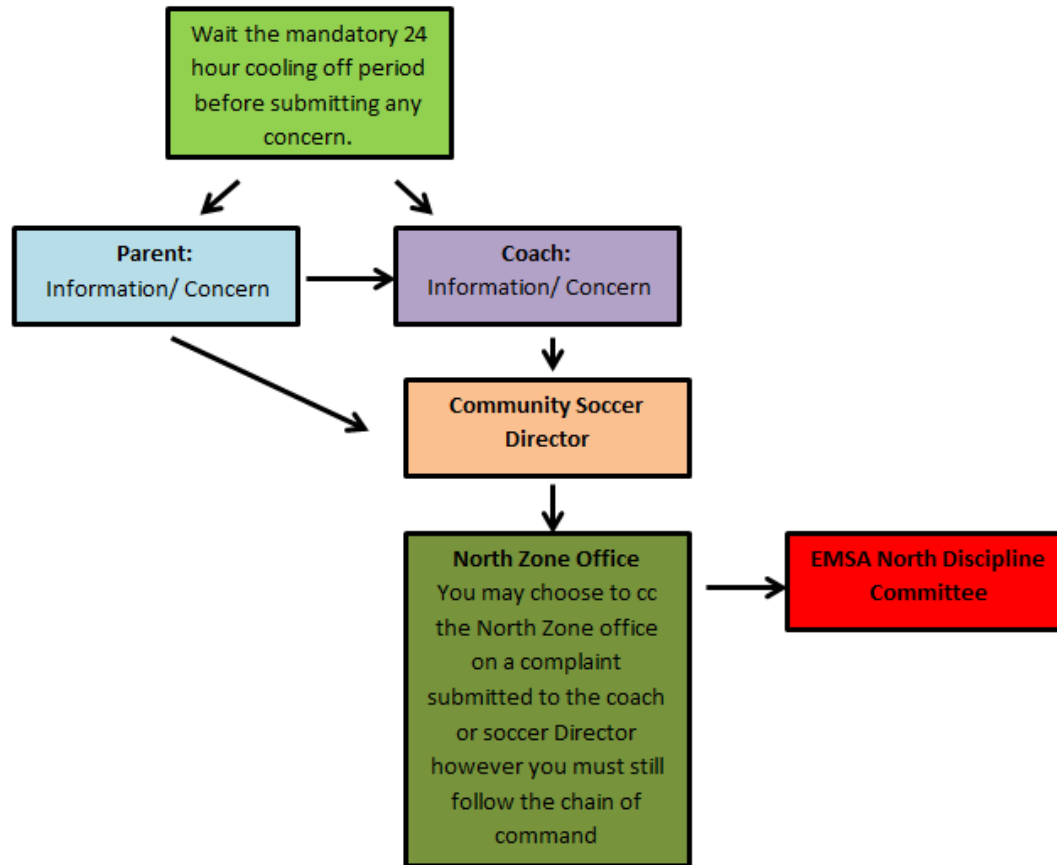 Wait the mandatory 24
hour cooling off period
before submitting any
concern.
Parent:
Information/ Concern
Coach:
Information/ Concern
Community Soccer
Director
North Zone Office
You may choose to cc
the North Zone office
on a complaint
submitted to the coach
or soccer Director
however you must still
follow the chain of
command
EMSA North Discipline
Committee